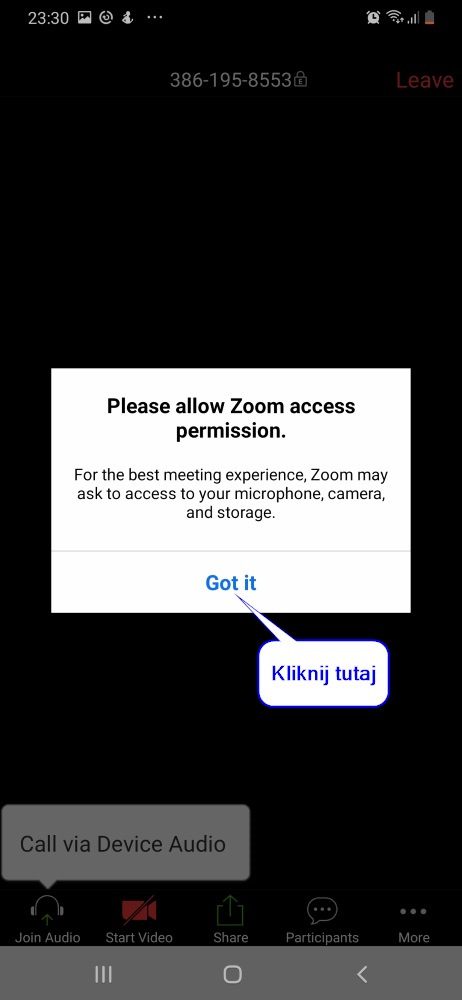 23:30
386-195-8553
Leave
Please allow Zoom access
permission.
For the best meeting experience, Zoom may
ask to access to your microphone, camera,
and storage.
Got it
Kliknij tutaj
Call via Device Audio
Join Audio
Start Video
Share
Participants
More